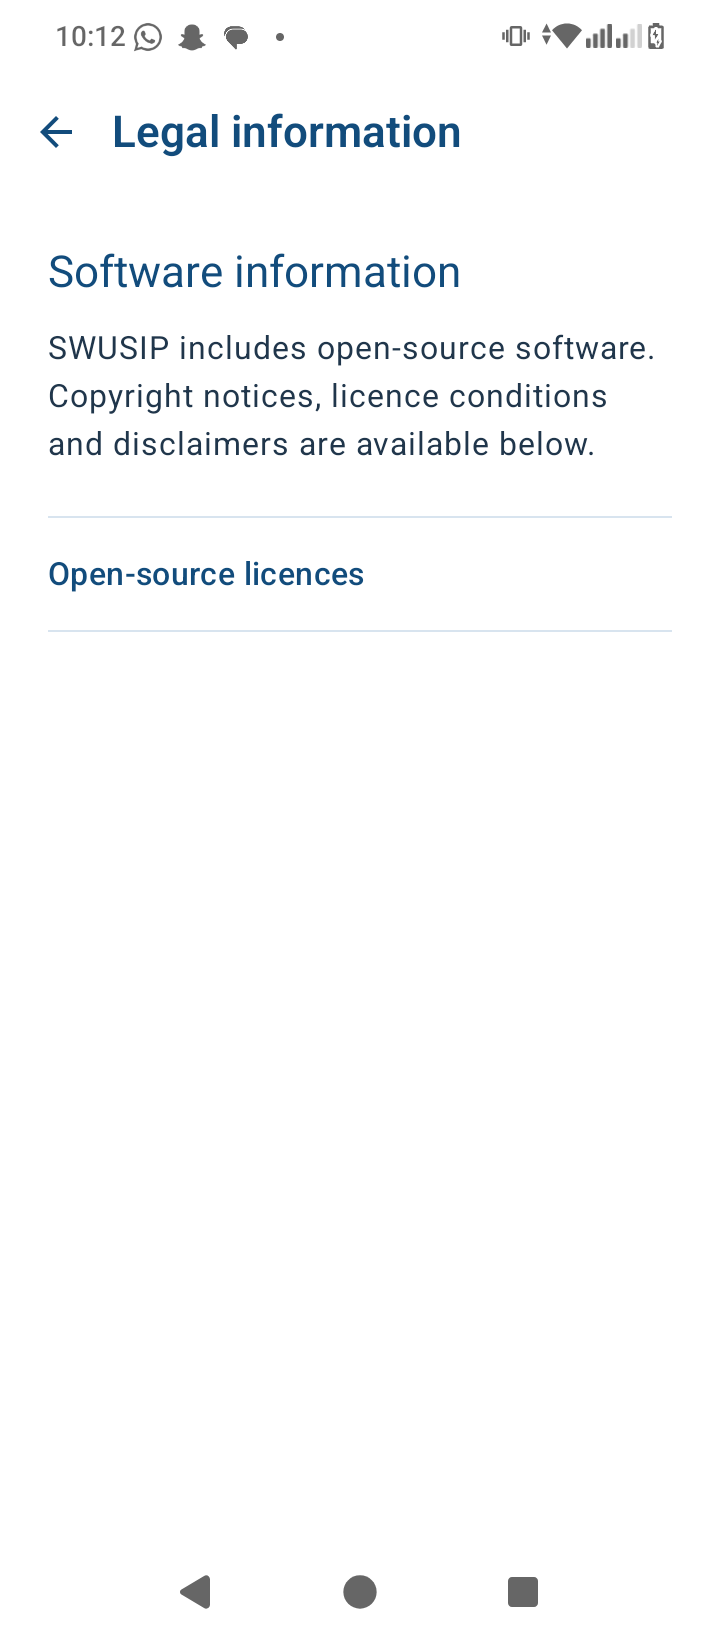 10:12
Legal information
Software information
SWUSIP includes open-source software.
Copyright notices, licence conditions
and disclaimers are available below.
Open-source licences